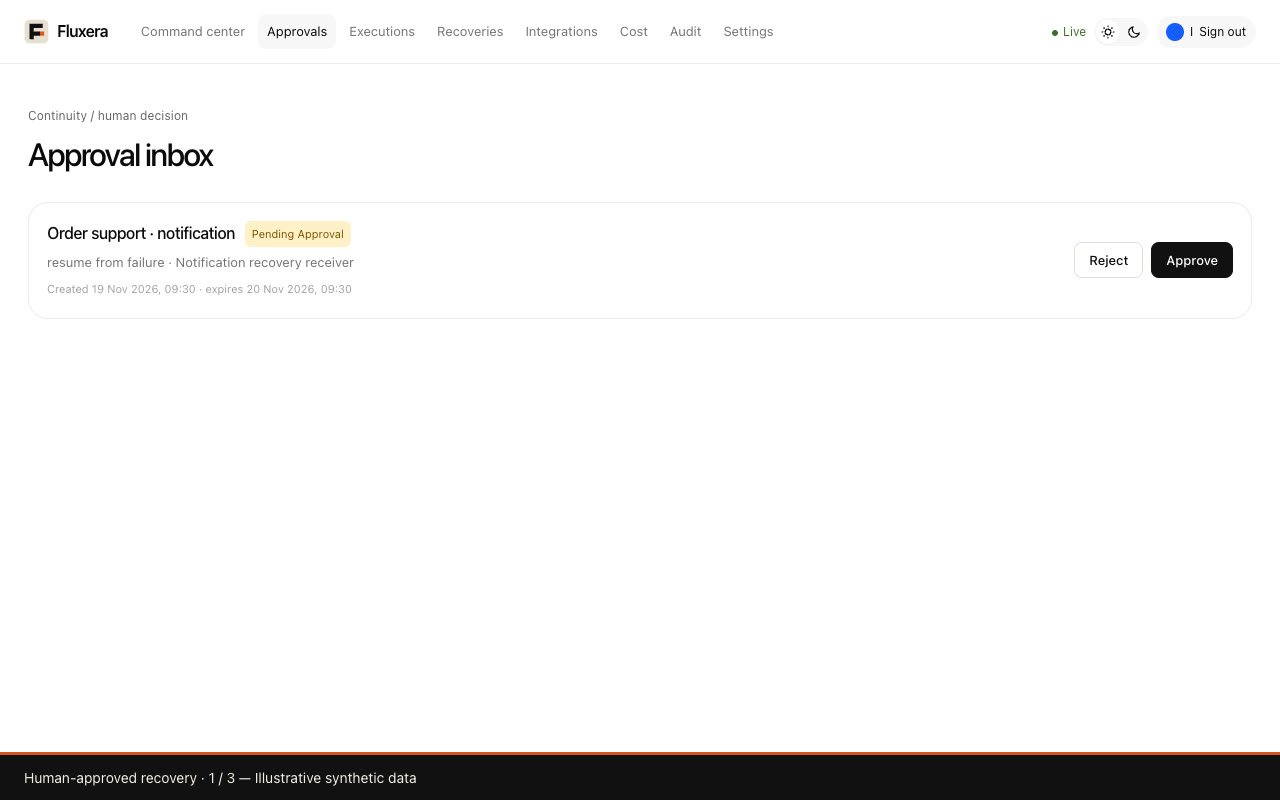 Fluxera Command center Approvals Executions Recoveries Integrations Cost Audit Settings Live I Sign out
Continuity / human decision
Approval inbox
Order support · notification Pending Approval
resume from failure · Notification recovery receiver
Reject Approve
Created 19 Nov 2026, 09:30 · expires 20 Nov 2026, 09:30
Human-approved recovery · 1 / 3 — Illustrative synthetic data